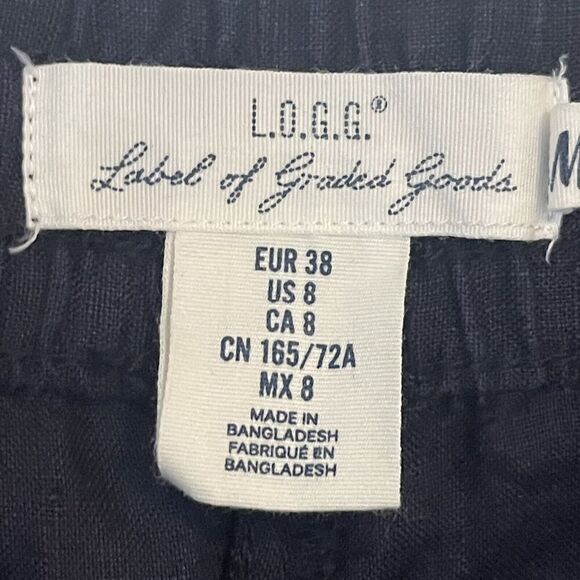 L.O.G.G.®
Label of Graded Goods
M
EUR 38
US 8
CA 8
CN 165/72A
MX 8
MADE IN
BANGLADESH
FABRIQUÉ EN
BANGLADESH